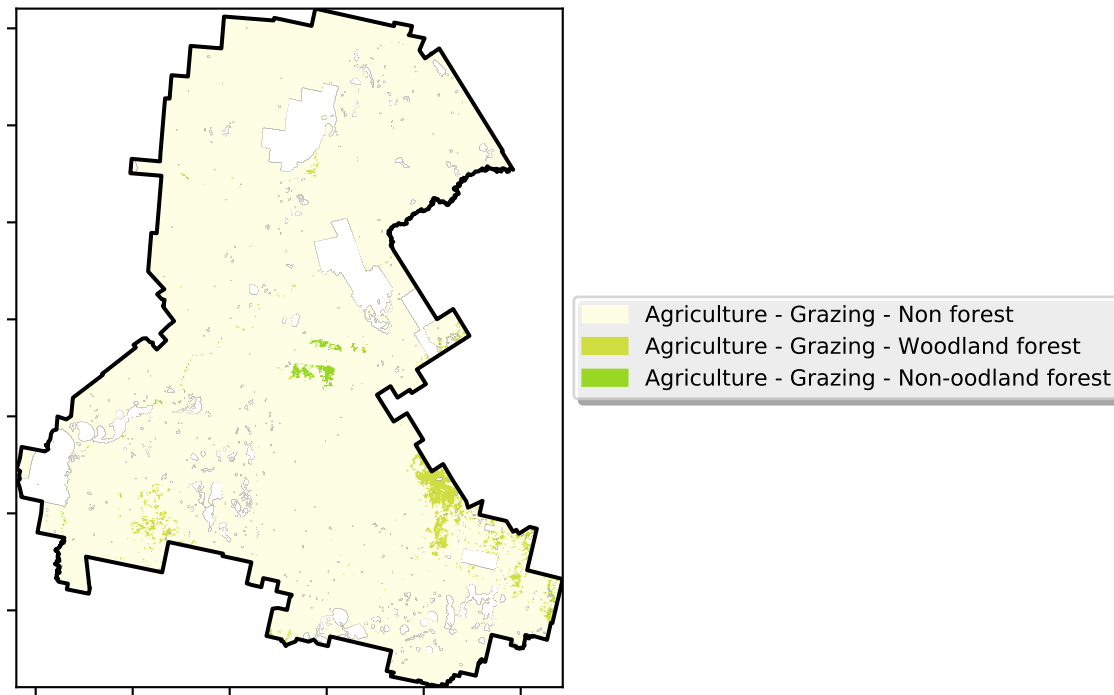 Agriculture - Grazing - Non forest
Agriculture - Grazing - Woodland forest
Agriculture - Grazing - Non-oodland forest